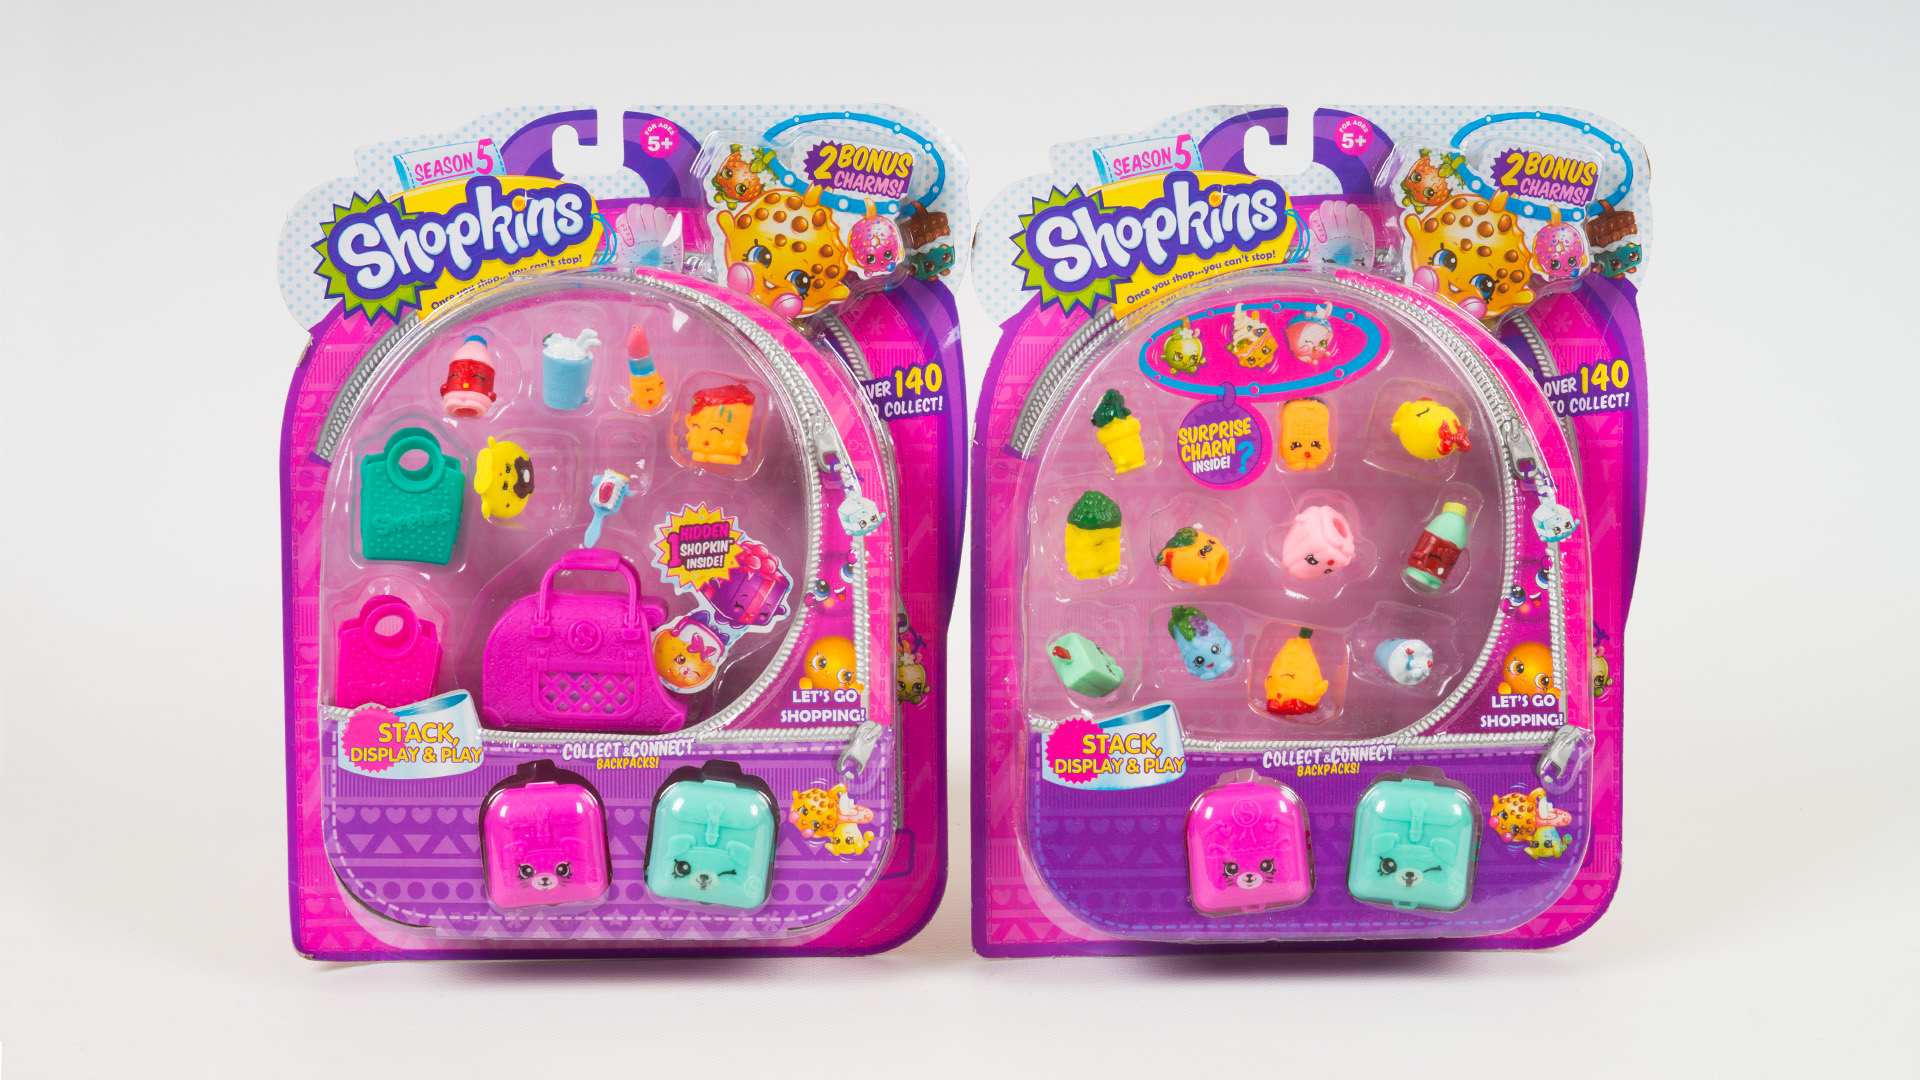 SEASON 5
Shopkins
Once you shop...you can't stop!
FOR AGES
5+
2 BONUS
CHARMS!
OVER 140
TO COLLECT!
HIDDEN
SHOPKIN™
INSIDE!
LET'S GO
SHOPPING!
STACK,
DISPLAY & PLAY
COLLECT & CONNECT
BACKPACKS!
SEASON 5
Shopkins
Once you shop...you can't stop!
FOR AGES
5+
2 BONUS
CHARMS!
OVER 140
TO COLLECT!
SURPRISE
CHARM
INSIDE! ?
LET'S GO
SHOPPING!
STACK,
DISPLAY & PLAY
COLLECT & CONNECT
BACKPACKS!